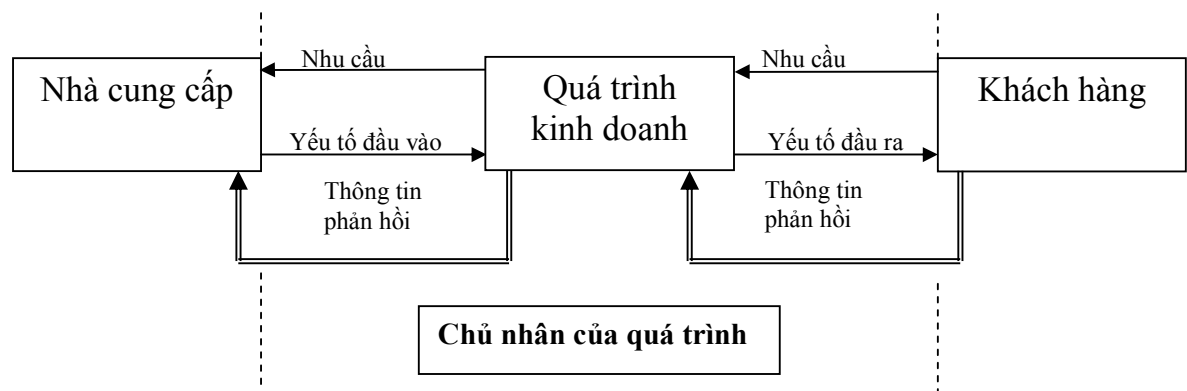 Nhu cầu
Nhu cầu
Nhà cung cấp
Quá trình
kinh doanh
Khách hàng
Yếu tố đầu vào
Yếu tố đầu ra
Thông tin
phản hồi
Thông tin
phản hồi
Chủ nhân của quá trình